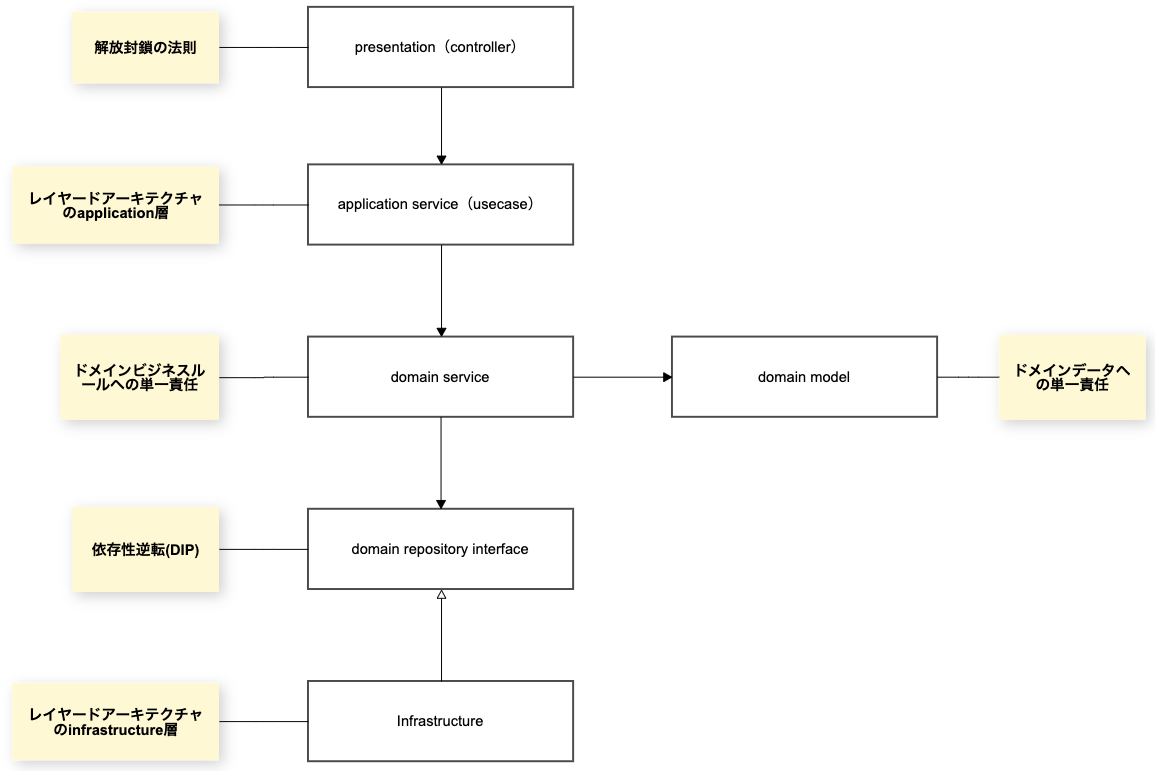 解放封鎖の法則
presentation（controller）
レイヤードアーキテクチャ
のapplication層
application service（usecase）
ドメインビジネスル
ールへの単一責任
domain service
domain model
ドメインデータへ
の単一責任
依存性逆転(DIP)
domain repository interface
レイヤードアーキテクチャ
のinfrastructure層
Infrastructure